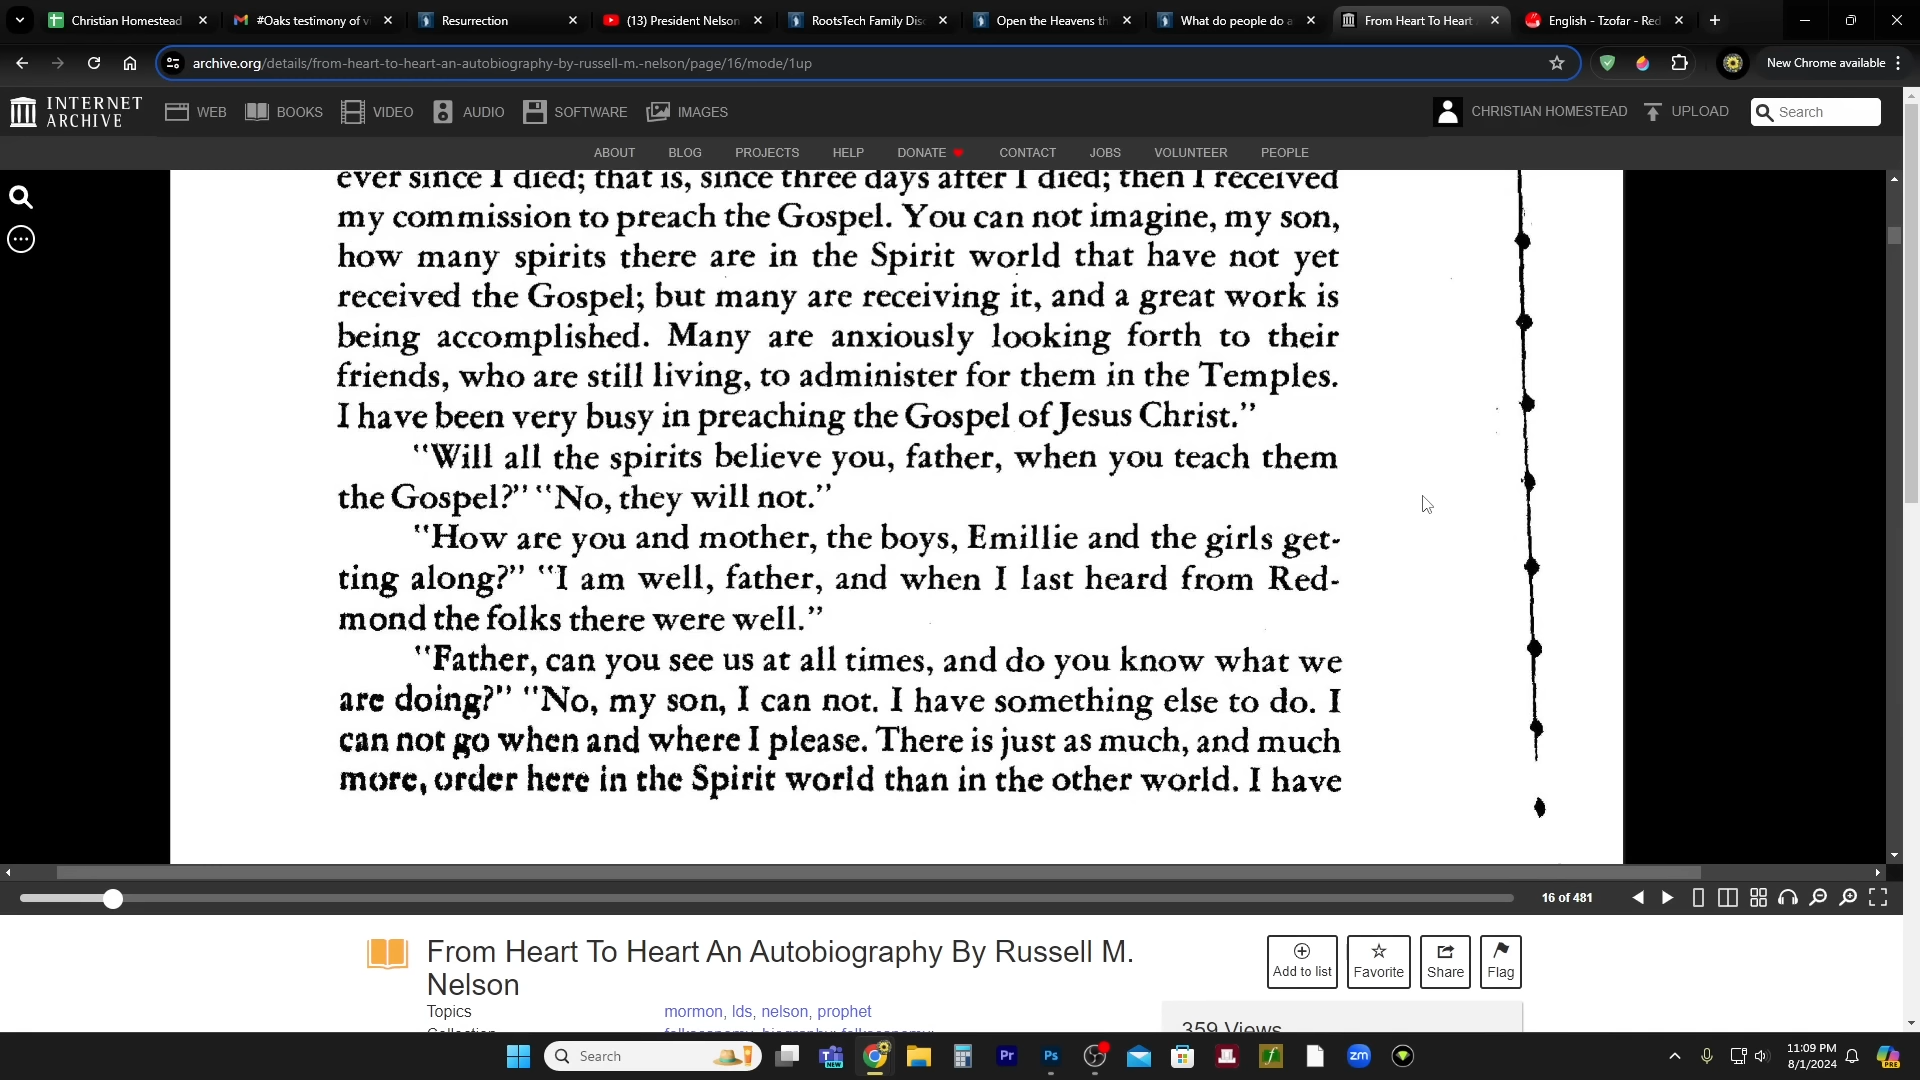 Christian Homestead
#Oaks testimony of
Resurrection
(13) President Nelson
RootsTech Family Dis
Open the Heavens th
What do people do a
From Heart To Heart
English - Tzofar - Red
archive.org/details/from-heart-to-heart-an-autobiography-by-russell-m.-nelson/page/16/mode/1up
New Chrome available
INTERNET
ARCHIVE
WEB
BOOKS
VIDEO
AUDIO
SOFTWARE
IMAGES
CHRISTIAN HOMESTEAD
UPLOAD
Search
ABOUT
BLOG
PROJECTS
HELP
DONATE
CONTACT
JOBS
VOLUNTEER
PEOPLE
ever since I died; that is, since three days after I died; then I received
my commission to preach the Gospel. You can not imagine, my son,
how many spirits there are in the Spirit world that have not yet
received the Gospel; but many are receiving it, and a great work is
being accomplished. Many are anxiously looking forth to their
friends, who are still living, to administer for them in the Temples.
I have been very busy in preaching the Gospel of Jesus Christ."
"Will all the spirits believe you, father, when you teach them
the Gospel?" "No, they will not."
"How are you and mother, the boys, Emillie and the girls get-
ting along?" "I am well, father, and when I last heard from Red-
mond the folks there were well."
"Father, can you see us at all times, and do you know what we
are doing?" "No, my son, I can not. I have something else to do. I
can not go when and where I please. There is just as much, and much
more, order here in the Spirit world than in the other world. I have
16 of 481
From Heart To Heart An Autobiography By Russell M.
Nelson
Add to list
Favorite
Share
Flag
Topics
mormon, lds, nelson, prophet
Collection
359 Views
Search
11:09 PM
8/1/2024